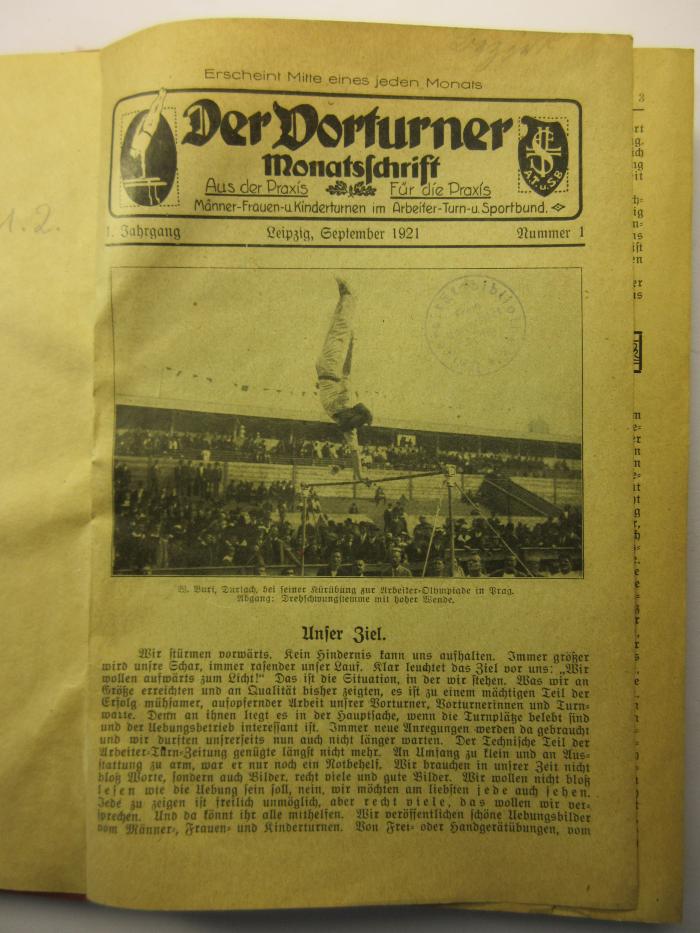 Erscheint Mitte eines jeden Monats
Der Vorturner
Monatsschrift
Aus der Praxis Für die Praxis
Männer-Frauen-u.Kinderturnen im Arbeiter-Turn-u.Sportbund.
A.T.u.S.B
1. Jahrgang Leipzig, September 1921 Nummer 1
W. Buri, Durlach, bei seiner Kürübung zur Arbeiter-Olympiade in Prag.
Abgang: Drehschwungstemme mit hoher Wende.
Unser Ziel.
Wir stürmen vorwärts. Kein Hindernis kann uns aufhalten. Immer größer
wird unsre Schar, immer rasender unser Lauf. Klar leuchtet das Ziel vor uns: „Wir
wollen aufwärts zum Licht!“ Das ist die Situation, in der wir stehen. Was wir an
Größe erreichten und an Qualität bisher zeigten, es ist zu einem mächtigen Teil der
Erfolg mühsamer, aufopfernder Arbeit unsrer Vorturner, Vorturnerinnen und Turn-
warte. Denn an ihnen liegt es in der Hauptsache, wenn die Turnplätze belebt sind
und der Uebungsbetrieb interessant ist. Immer neue Anregungen werden da gebraucht
und wir durften unsrerseits nun auch nicht länger warten. Der Technische Teil der
Arbeiter-Turn-Zeitung genügte längst nicht mehr. An Umfang zu klein und an Aus-
stattung zu arm, war er nur noch ein Notbehelf. Wir brauchen in unsrer Zeit nicht
bloß Worte, sondern auch Bilder, recht viele und gute Bilder. Wir wollen nicht bloß
lesen wie die Uebung sein soll, nein, wir möchten am liebsten jede auch sehen.
Jede zu zeigen ist freilich unmöglich, aber recht viele, das wollen wir ver-
sprechen. Und da könnt ihr alle mithelfen. Wir veröffentlichen schöne Uebungsbilder
vom Männer-, Frauen- und Kinderturnen. Von Frei- oder Handgerätübungen, vom
1.2.
3